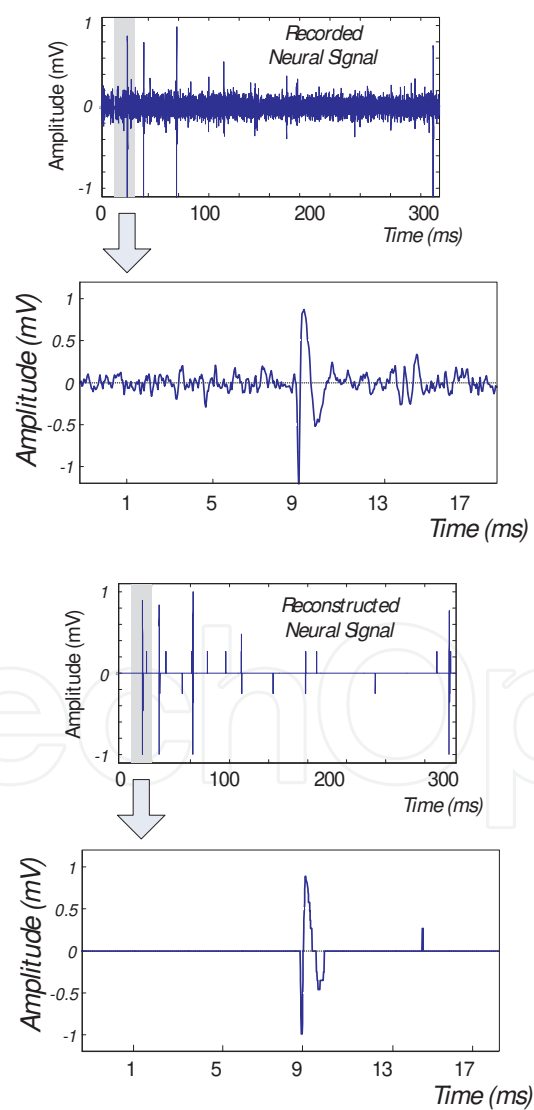 Recorded
Neural Signal
Amplitude (mV)
1
0
-1
0 100 200 300
Time (ms)
Amplitude (mV)
1
0.5
0
-0.5
-1
1 5 9 13 17
Time (ms)
Reconstructed
Neural Signal
Amplitude (mV)
1
0
-1
0 100 200 300
Time (ms)
echOp
Amplitude (mV)
1
0.5
0
-0.5
-1
1 5 9 13 17
Time (ms)